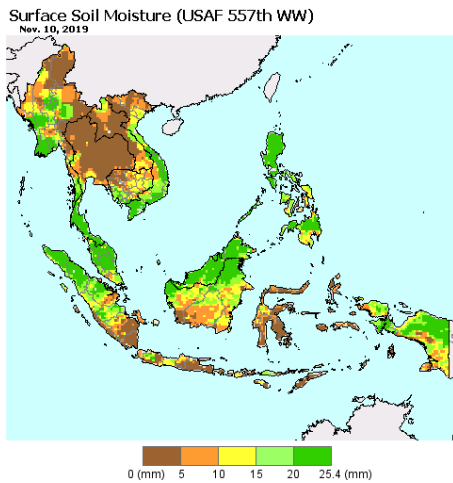 Surface Soil Moisture (USAF 557th WW)
Nov. 10, 2019
0 (mm) 5 10 15 20 25.4 (mm)